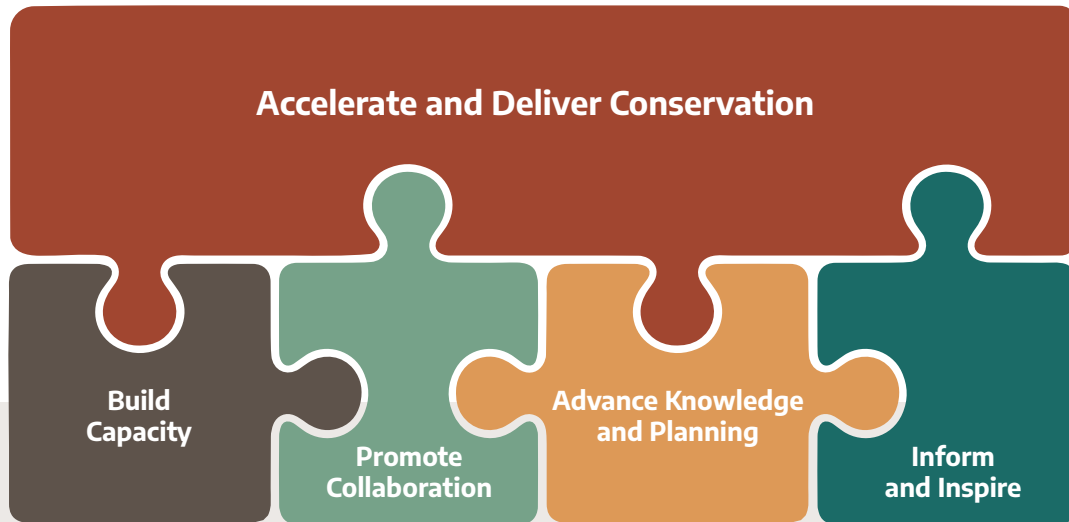 Accelerate and Deliver Conservation
Build
Capacity
Promote
Collaboration
Advance Knowledge
and Planning
Inform
and Inspire